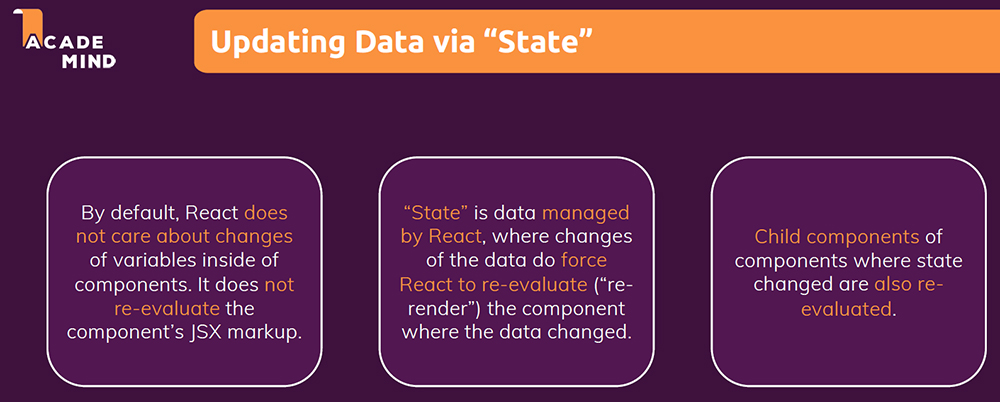 ACADE
MIND
Updating Data via “State”
By default, React does
not care about changes
of variables inside of
components. It does not
re-evaluate the
component’s JSX markup.
“State” is data managed
by React, where changes
of the data do force
React to re-evaluate (“re-
render”) the component
where the data changed.
Child components of
components where state
changed are also re-
evaluated.